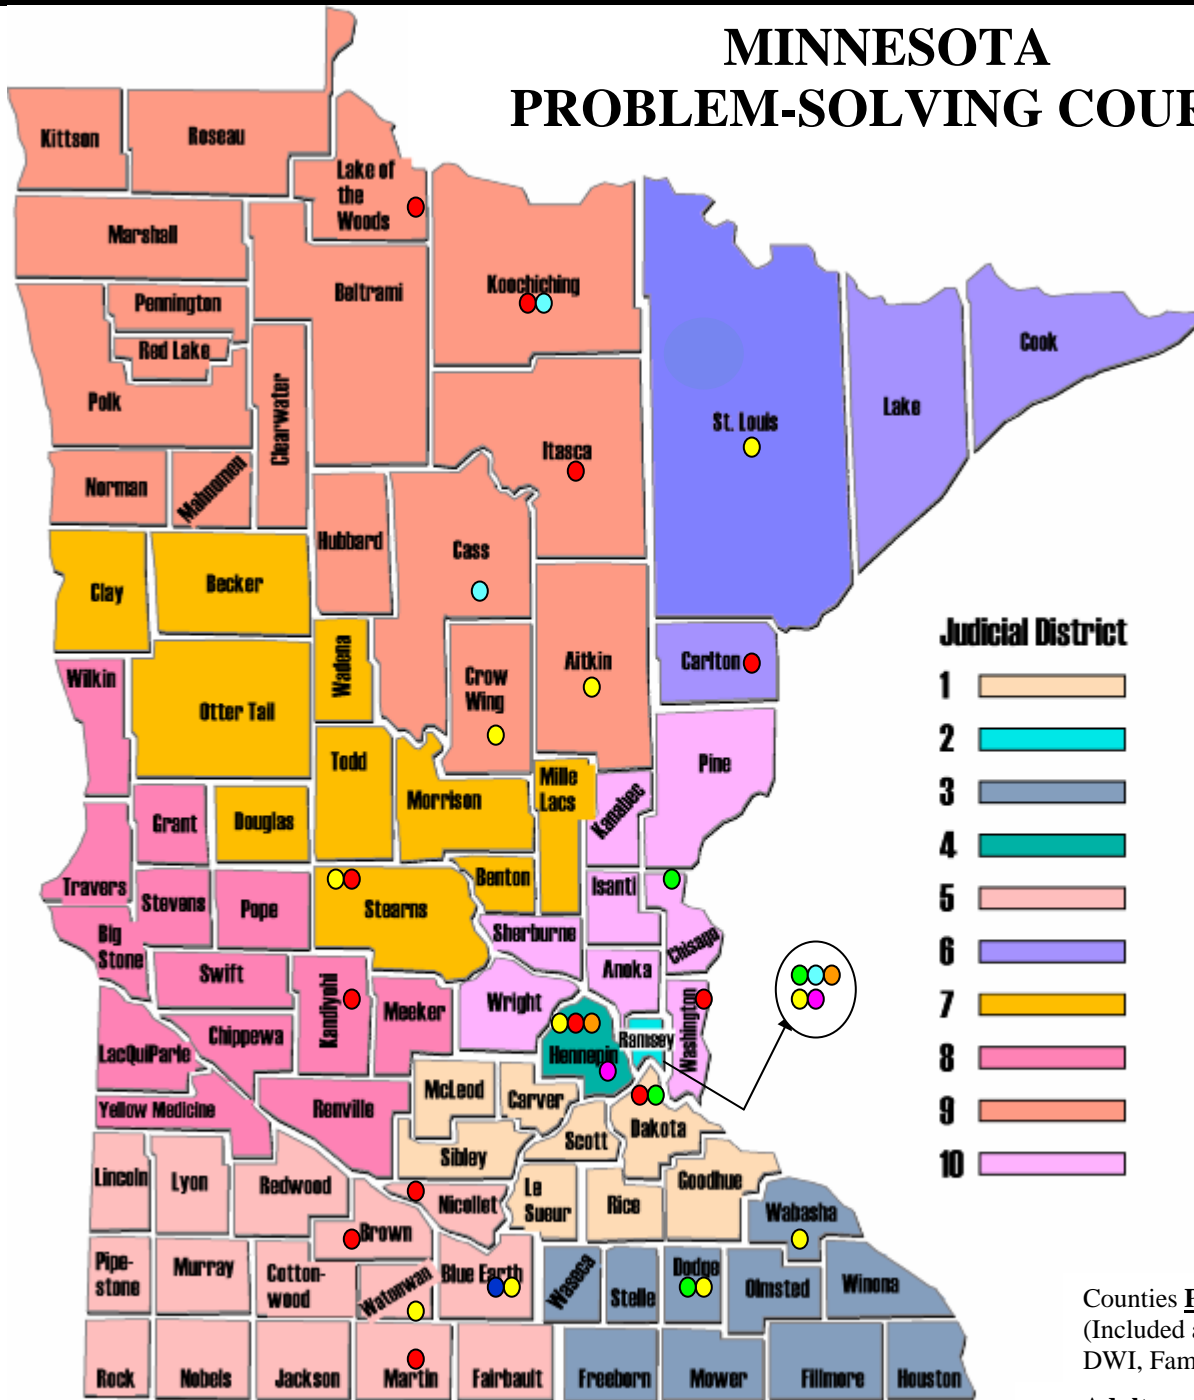 MINNESOTA
PROBLEM-SOLVING COUR
Kittson
Roseau
Lake of
the
Woods
Marshall
Beltrami
Koochiching
Pennington
Red Lake
Polk
Clearwater
Cook
Lake
St. Louis
Itasca
Norman
Mahnomen
Hubbard
Cass
Clay
Becker
Wadena
Crow
Wing
Aitkin
Carlton
Wilkin
Otter Tail
Todd
Morrison
Mille
Lacs
Kanabec
Pine
Grant
Douglas
Travers
Stevens
Pope
Stearns
Benton
Isanti
Chisago
Big
Stone
Swift
Kandiyohi
Meeker
Sherburne
Wright
Anoka
Washington
LacQuiParle
Chippewa
Hennepin
Ramsey
Yellow Medicine
Renville
McLeod
Carver
Scott
Dakota
Sibley
Goodhue
Lincoln
Lyon
Redwood
Nicollet
Le
Sueur
Rice
Wabasha
Brown
Pipe-
stone
Murray
Cotton-
wood
Watonwan
Blue Earth
Waseca
Stelle
Dodge
Olmsted
Winona
Rock
Nobels
Jackson
Martin
Fairbault
Freeborn
Mower
Fillmore
Houston
Judicial District
1
2
3
4
5
6
7
8
9
10
Counties
(Included
DWI, Fam